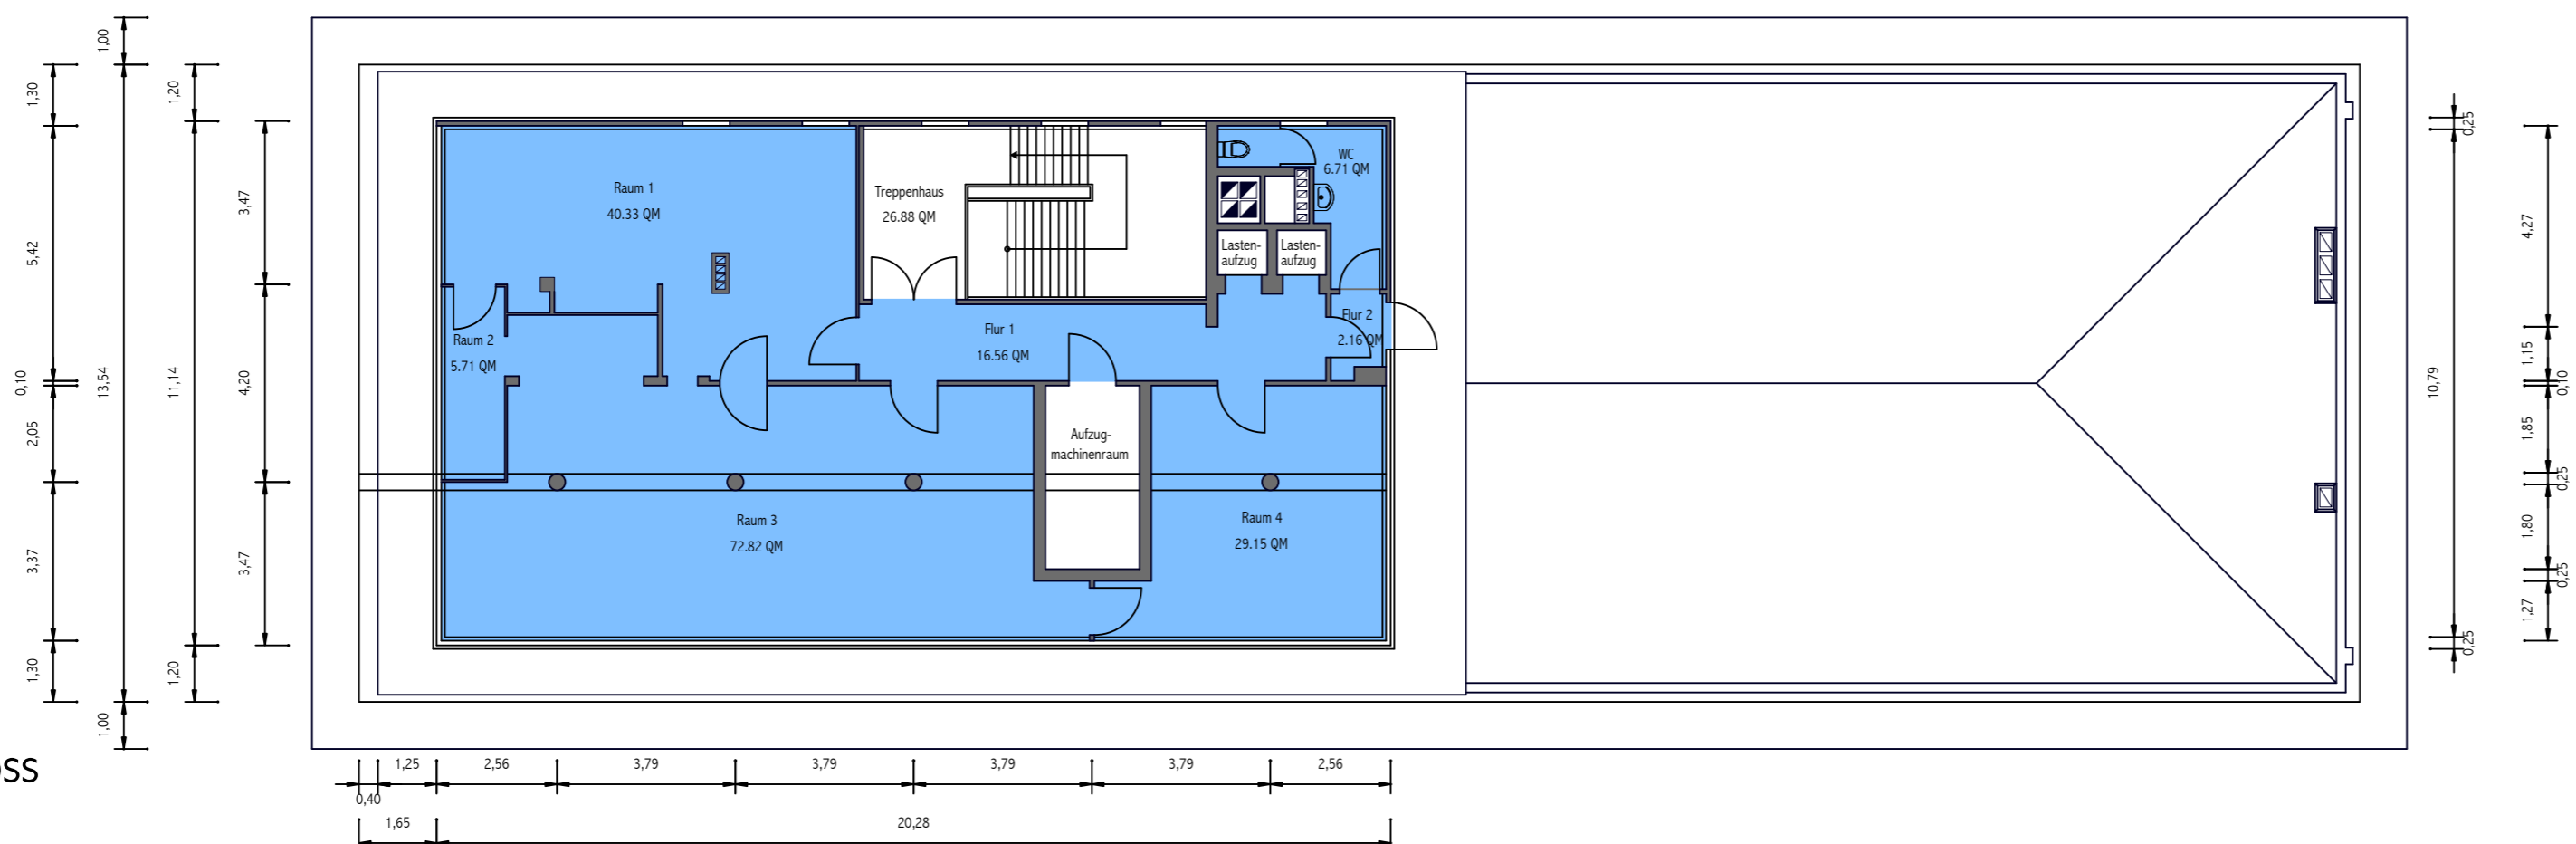 1,00
1,30
1,20
0,25
WC
6.71 QM
Raum 1
40.33 QM
Treppenhaus
26.88 QM
3,47
4,27
5,42
Lasten-
aufzug
Lasten-
aufzug
Raum 2
5.71 QM
Flur 1
16.56 QM
Flur 2
2.16 QM
1,15
0,10
13,54
11,14
4,20
10,79
0,10
2,05
1,85
Aufzug-
machinenraum
0,25
Raum 3
72.82 QM
Raum 4
29.15 QM
3,37
3,47
1,80
0,25
1,27
1,30
1,20
0,25
1,00
OSS
1,25
2,56
3,79
3,79
3,79
3,79
2,56
0,40
1,65
20,28